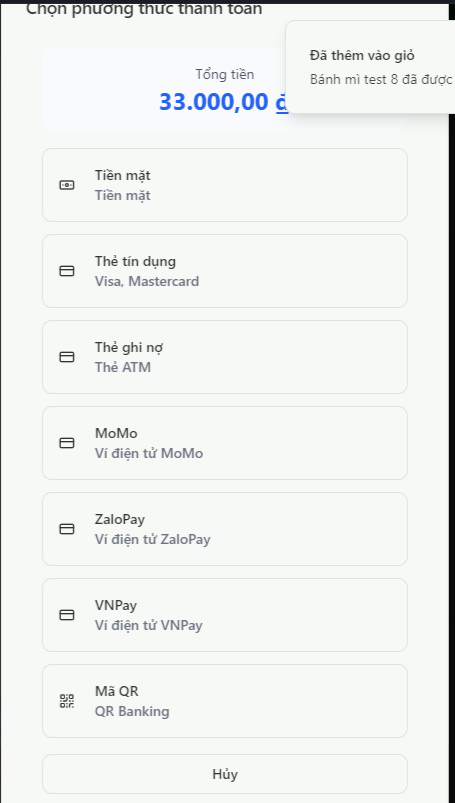 Chọn phương thức thanh toán
Đã thêm vào giỏ
Bánh mì test 8 đã được
Tổng tiền
33.000,00 đ
Tiền mặt
Tiền mặt
Thẻ tín dụng
Visa, Mastercard
Thẻ ghi nợ
Thẻ ATM
MoMo
Ví điện tử MoMo
ZaloPay
Ví điện tử ZaloPay
VNPay
Ví điện tử VNPay
Mã QR
QR Banking
Hủy